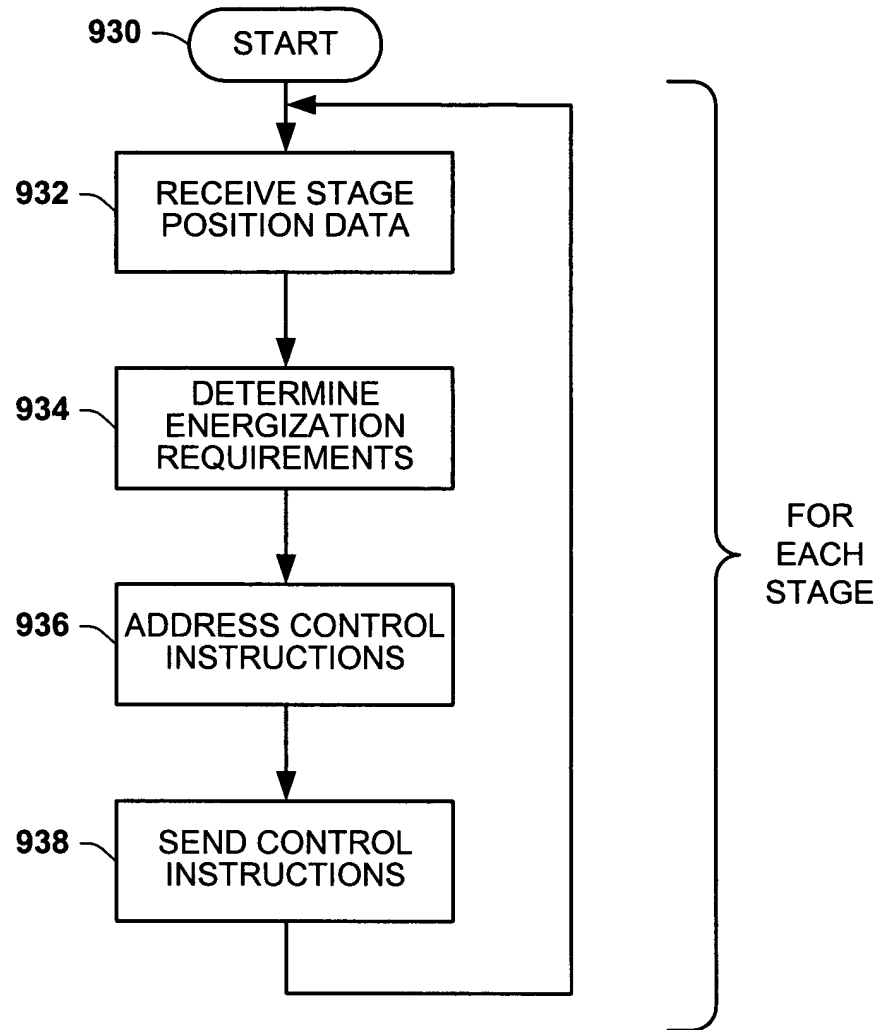 930
START
932
RECEIVE STAGE
POSITION DATA
934
DETERMINE
ENERGIZATION
REQUIREMENTS
936
ADDRESS CONTROL
INSTRUCTIONS
938
SEND CONTROL
INSTRUCTIONS
FOR
EACH
STAGE